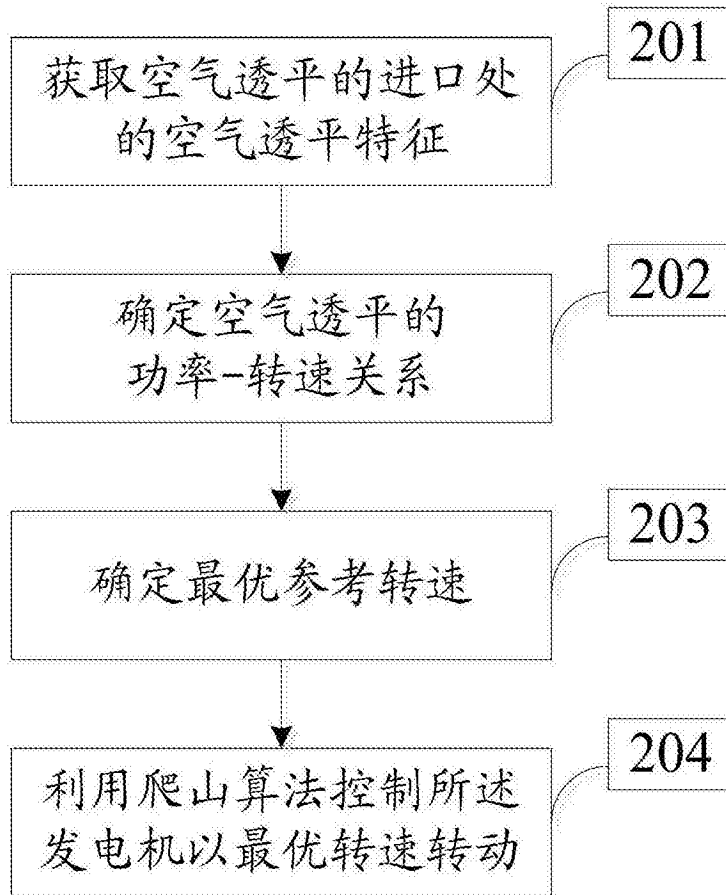 201
获取空气透平的进口处
的空气透平特征
202
确定空气透平的
功率-转速关系
203
确定最优参考转速
204
利用爬山算法控制所述
发电机以最优转速转动